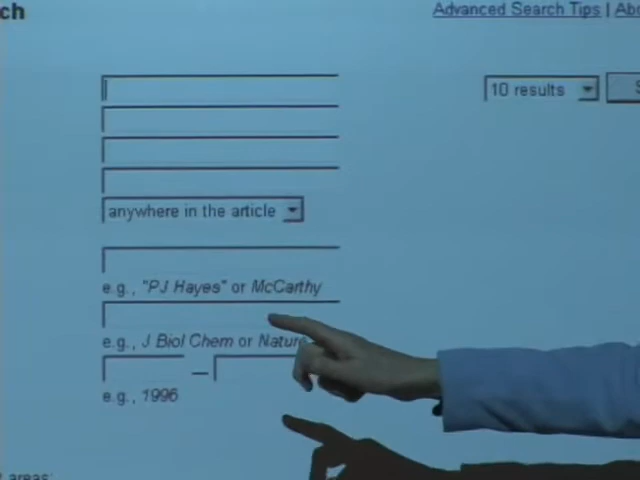 ch
Advanced Search Tips |
10 results
anywhere in the article
e.g., "PJ Hayes" or McCarthy
e.g., J Biol Chem or Nature
e.g., 1996
areas: